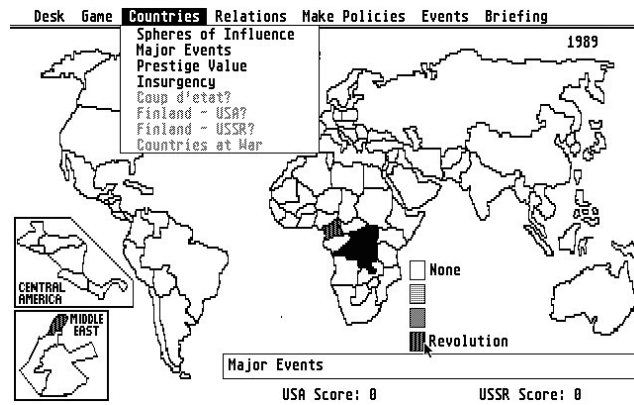 Desk Game Countries Relations Make Policies Events Briefing
Spheres of Influence
Major Events
Prestige Value
Insurgency
Coup d'etat?
Finland - USA?
Finland - USSR?
Countries at War
1989
CENTRAL
AMERICA
MIDDLE
EAST
None
Revolution
Major Events
USA Score: 0 USSR Score: 0